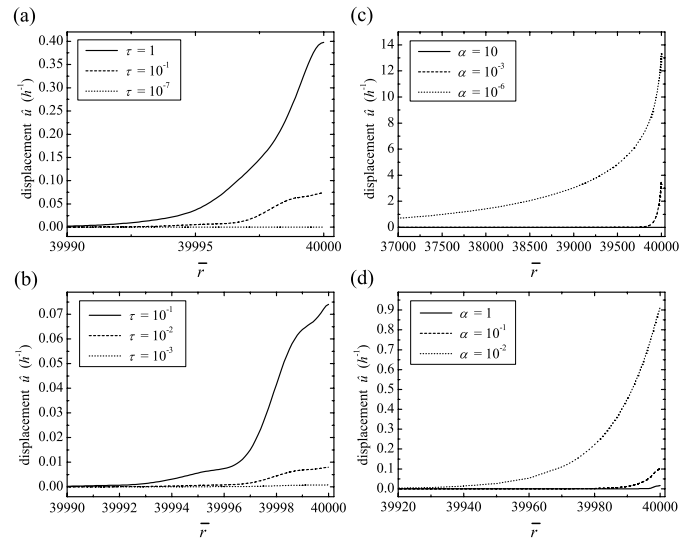 (a)
displacement û (h⁻¹)
0.40
0.35
0.30
0.25
0.20
0.15
0.10
0.05
0.00
τ = 1
τ = 10⁻¹
τ = 10⁻⁷
39990 39995 40000
r̅
(c)
displacement û (h⁻¹)
14
12
10
8
6
4
2
0
α = 10
α = 10⁻³
α = 10⁻⁶
37000 37500 38000 38500 39000 39500 40000
r̅
(b)
displacement û (h⁻¹)
0.07
0.06
0.05
0.04
0.03
0.02
0.01
0.00
τ = 10⁻¹
τ = 10⁻²
τ = 10⁻³
39990 39992 39994 39996 39998 40000
r̅
(d)
displacement û (h⁻¹)
0.9
0.8
0.7
0.6
0.5
0.4
0.3
0.2
0.1
0.0
α = 1
α = 10⁻¹
α = 10⁻²
39920 39940 39960 39980 40000
r̅